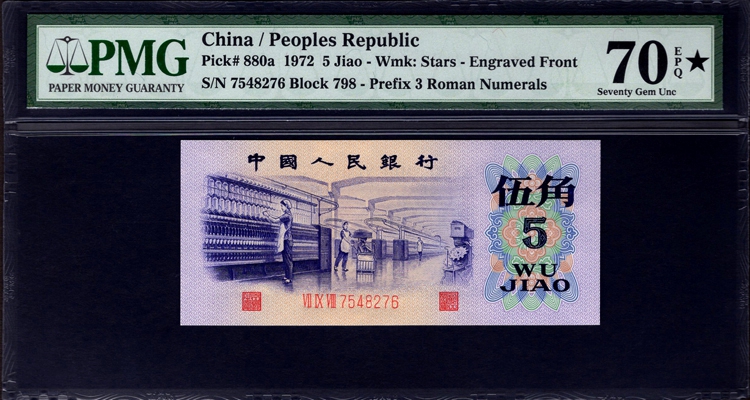 PMG
PAPER MONEY GUARANTY
China / Peoples Republic
Pick# 880a 1972 5 Jiao - Wmk: Stars - Engraved Front
S/N 7548276 Block 798 - Prefix 3 Roman Numerals
70 EPQ★
Seventy Gem Unc
中國人民銀行
伍角
5
WU
JIAO
VII IX VIII 7548276